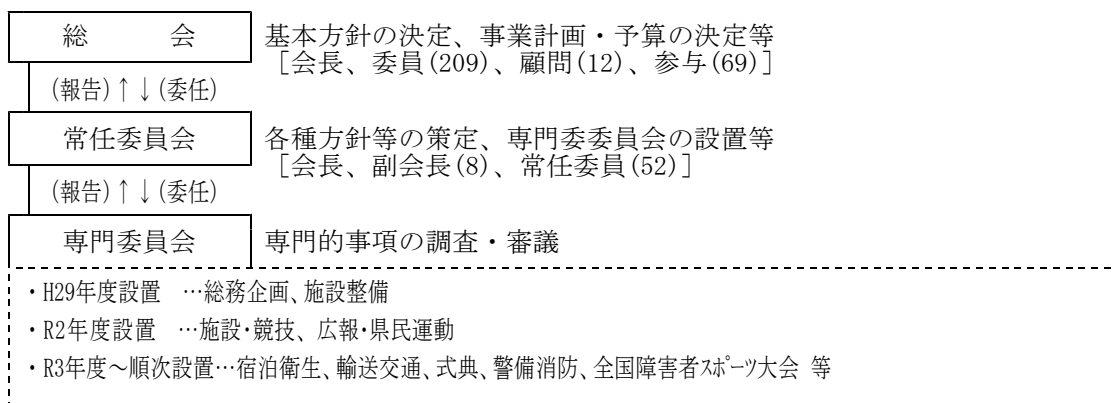 総　　会　基本方針の決定、事業計画・予算の決定等
［会長、委員(209)、顧問(12)、参与(69)］
(報告)↑↓(委任)
常任委員会　各種方針等の策定、専門委委員会の設置等
［会長、副会長(8)、常任委員(52)］
(報告)↑↓(委任)
専門委員会　専門的事項の調査・審議
・H29年度設置　…総務企画、施設整備
・R2年度設置　…施設・競技、広報・県民運動
・R3年度～順次設置…宿泊衛生、輸送交通、式典、警備消防、全国障害者スポーツ大会 等